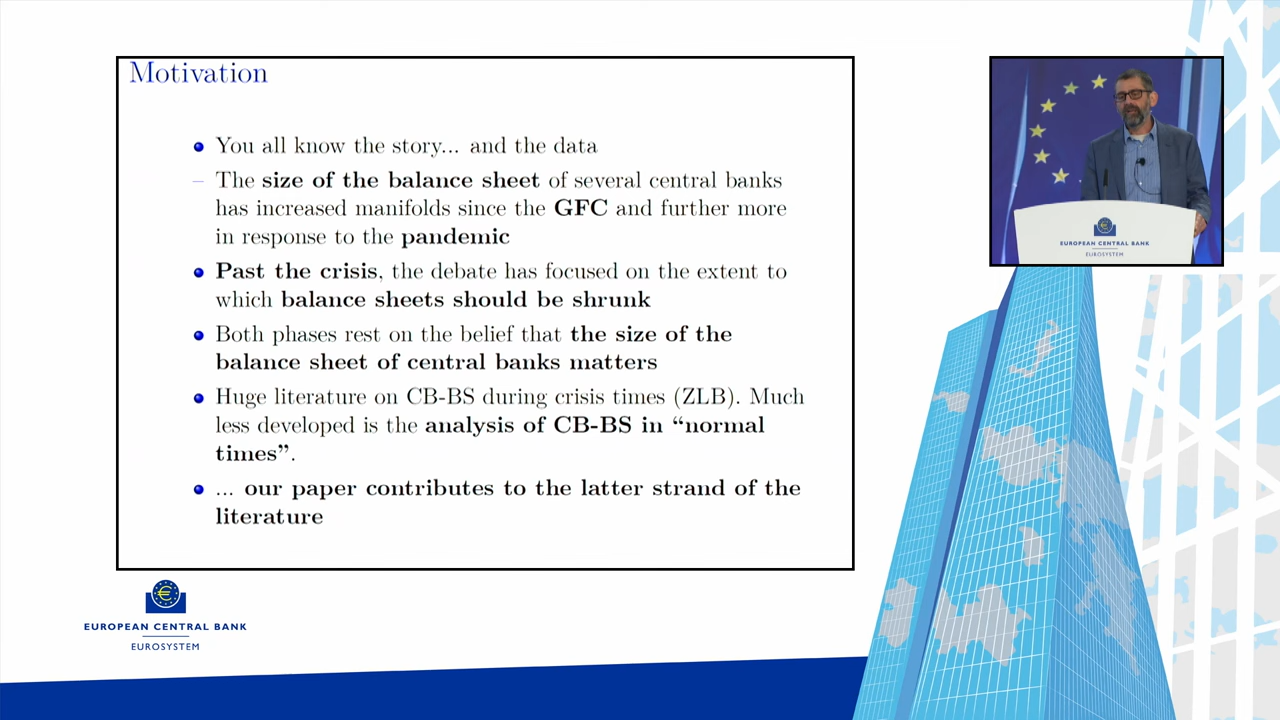 Motivation
You all know the story... and the data
– The size of the balance sheet of several central banks
has increased manifolds since the GFC and further more
in response to the pandemic
Past the crisis, the debate has focused on the extent to
which balance sheets should be shrunk
Both phases rest on the belief that the size of the
balance sheet of central banks matters
Huge literature on CB-BS during crisis times (ZLB). Much
less developed is the analysis of CB-BS in “normal
times”.
... our paper contributes to the latter strand of the
literature
EUROPEAN CENTRAL BANK
EUROSYSTEM
EUROPEAN CENTRAL BANK
EUROSYSTEM